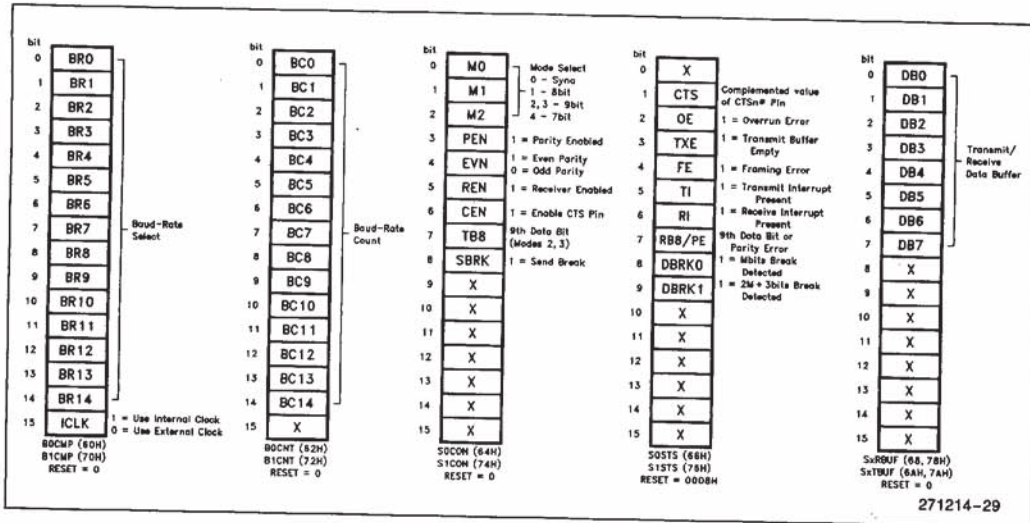 bit
0 BR0
1 BR1
2 BR2
3 BR3
4 BR4
5 BR5
6 BR6
7 BR7
8 BR8
9 BR9
10 BR10
11 BR11
12 BR12
13 BR13
14 BR14
15 ICLK
Baud-Rate
Select
1 = Use Internal Clock
0 = Use External Clock
B0CMP (60H)
B1CMP (70H)
RESET = 0
bit
0 BC0
1 BC1
2 BC2
3 BC3
4 BC4
5 BC5
6 BC6
7 BC7
8 BC8
9 BC9
10 BC10
11 BC11
12 BC12
13 BC13
14 BC14
15 X
Baud-Rate
Count
B0CNT (62H)
B1CNT (72H)
RESET = 0
bit
0 M0
1 M1
2 M2
Mode Select
0 - Sync
1 - 8bit
2, 3 - 9bit
4 - 7bit
3 PEN 1 = Parity Enabled
4 EVN 1 = Even Parity
0 = Odd Parity
5 REN 1 = Receiver Enabled
6 CEN 1 = Enable CTS Pin
7 TB8 9th Data Bit
(Modes 2, 3)
8 SBRK 1 = Send Break
9 X
10 X
11 X
12 X
13 X
14 X
15 X
S0CON (64H)
S1CON (74H)
RESET = 0
bit
0 X
1 CTS Complemented value
of CTSn# Pin
2 OE 1 = Overrun Error
3 TXE 1 = Transmit Buffer
Empty
4 FE 1 = Framing Error
5 TI 1 = Transmit Interrupt
Present
6 RI 1 = Receive Interrupt
Present
7 RB8/PE 9th Data Bit or
Parity Error
8 DBRK0 1 = Mbits Break
Detected
9 DBRK1 1 = 2M+3bits Break
Detected
10 X
11 X
12 X
13 X
14 X
15 X
S0STS (66H)
S1STS (76H)
RESET = 0008H
bit
0 DB0
1 DB1
2 DB2
3 DB3
4 DB4
5 DB5
6 DB6
7 DB7
8 X
9 X
10 X
11 X
12 X
13 X
14 X
15 X
Transmit/
Receive
Data Buffer
SxRBUF (68, 78H)
SxTBUF (6AH, 7AH)
RESET = 0
271214-29